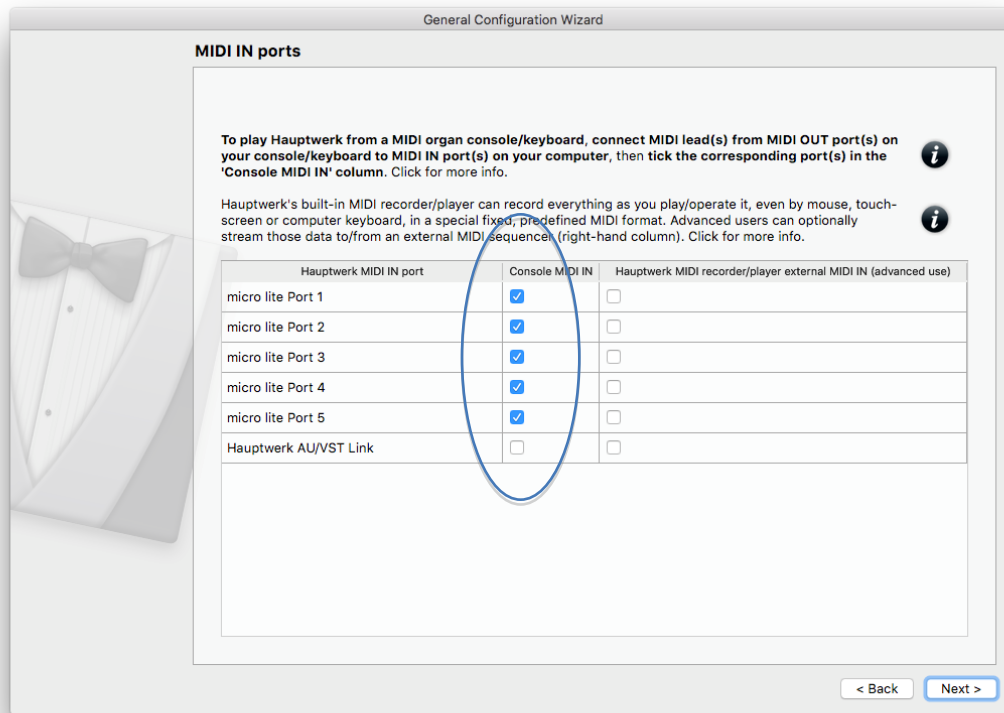 General Configuration Wizard
MIDI IN ports
To play Hauptwerk from a MIDI organ console/keyboard, connect MIDI lead(s) from MIDI OUT port(s) on
your console/keyboard to MIDI IN port(s) on your computer, then tick the corresponding port(s) in the
'Console MIDI IN' column. Click for more info.
Hauptwerk's built-in MIDI recorder/player can record everything as you play/operate it, even by mouse, touch-
screen or computer keyboard, in a special fixed, predefined MIDI format. Advanced users can optionally
stream those data to/from an external MIDI sequencer (right-hand column). Click for more info.
Hauptwerk MIDI IN port Console MIDI IN Hauptwerk MIDI recorder/player external MIDI IN (advanced use)
micro lite Port 1
micro lite Port 2
micro lite Port 3
micro lite Port 4
micro lite Port 5
Hauptwerk AU/VST Link
< Back Next >